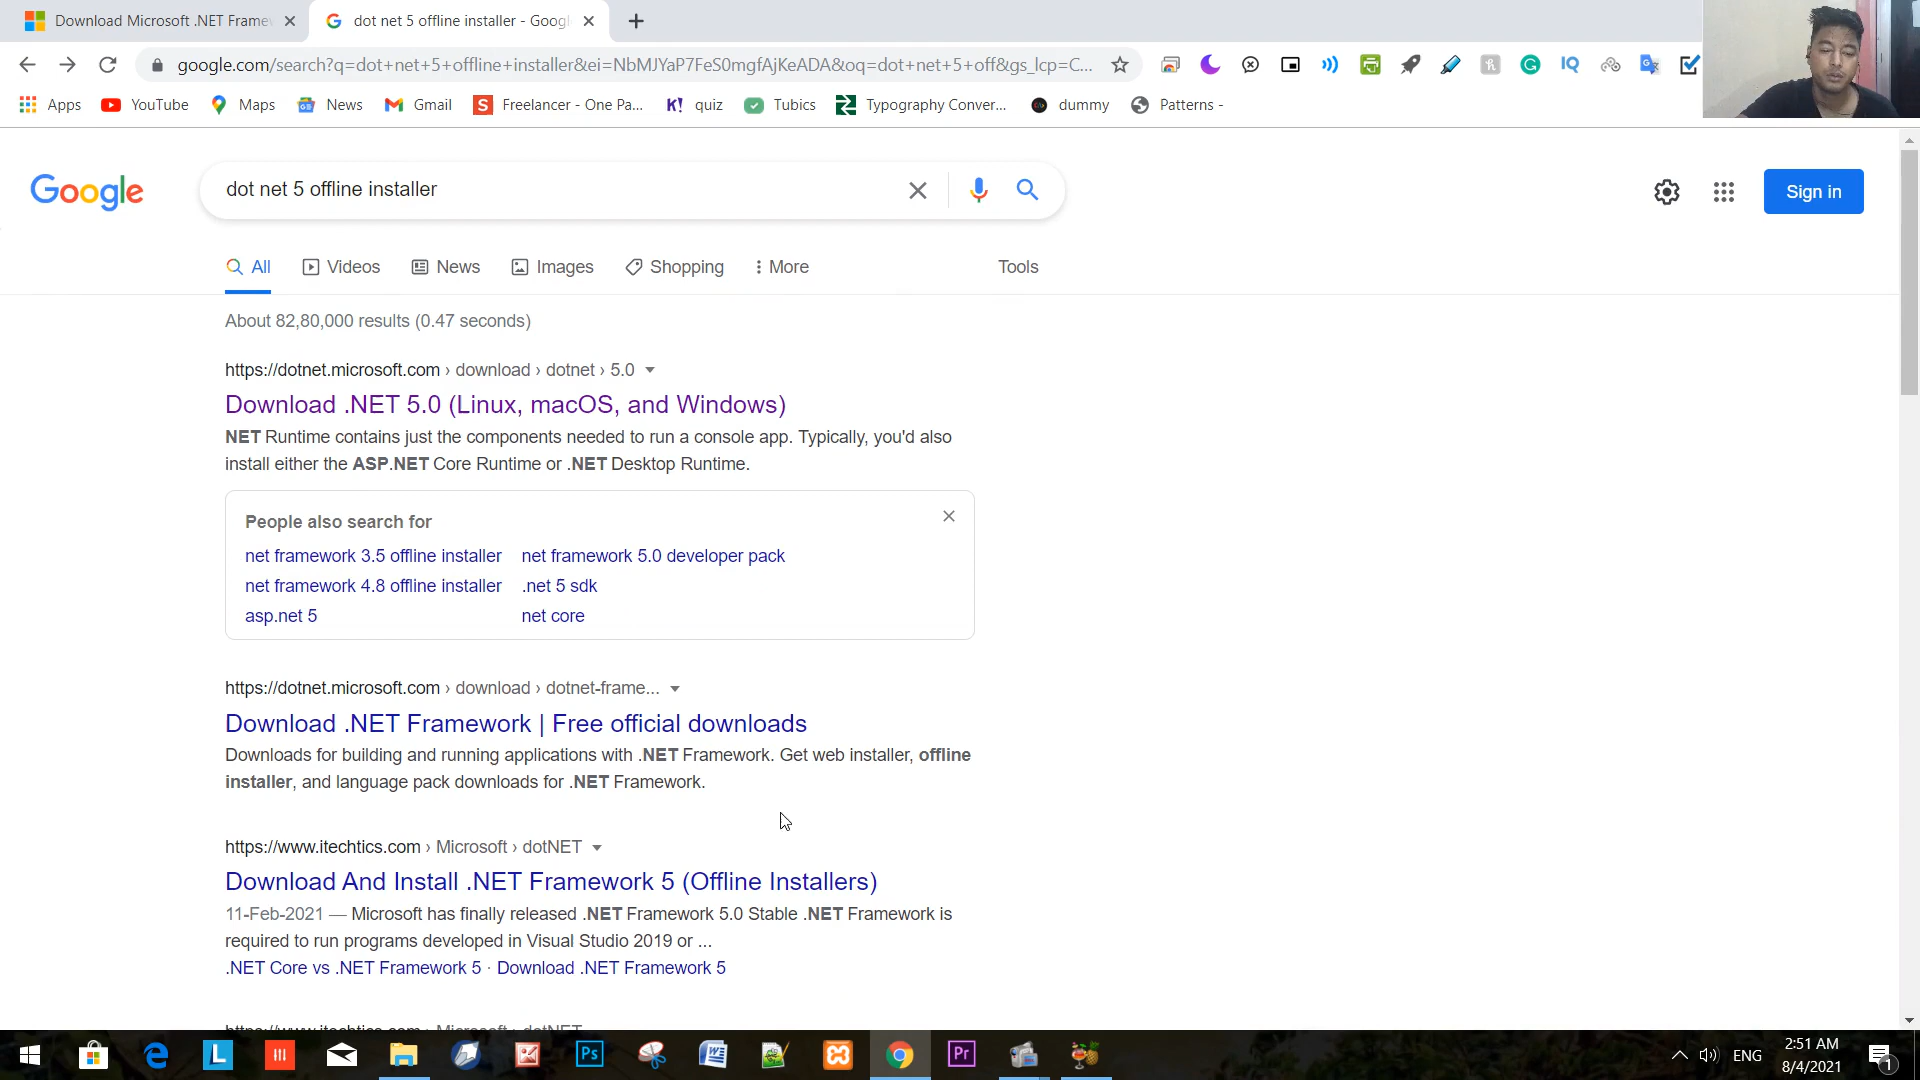 Download Microsoft .NET Frame
dot net 5 offline installer - Goog
google.com/search?q=dot+net+5+offline+installer&ei=NbMJYaP7FeS0mgfAjKeADA&oq=dot+net+5+off&gs_lcp=C...
Apps YouTube Maps News Gmail Freelancer - One Pa... K! quiz Tubics Typography Conver... dummy Patterns -
Google
dot net 5 offline installer
Sign in
All Videos News Images Shopping More Tools
About 82,80,000 results (0.47 seconds)
https://dotnet.microsoft.com › download › dotnet › 5.0
Download .NET 5.0 (Linux, macOS, and Windows)
NET Runtime contains just the components needed to run a console app. Typically, you'd also
install either the ASP.NET Core Runtime or .NET Desktop Runtime.
People also search for
net framework 3.5 offline installer net framework 5.0 developer pack
net framework 4.8 offline installer .net 5 sdk
asp.net 5 net core
https://dotnet.microsoft.com › download › dotnet-frame...
Download .NET Framework | Free official downloads
Downloads for building and running applications with .NET Framework. Get web installer, offline
installer, and language pack downloads for .NET Framework.
https://www.itechtics.com › Microsoft › dotNET
Download And Install .NET Framework 5 (Offline Installers)
11-Feb-2021 — Microsoft has finally released .NET Framework 5.0 Stable .NET Framework is
required to run programs developed in Visual Studio 2019 or ...
.NET Core vs .NET Framework 5 · Download .NET Framework 5
https://www.itechtics.com › Microsoft › dotNET
ENG
2:51 AM
8/4/2021
1